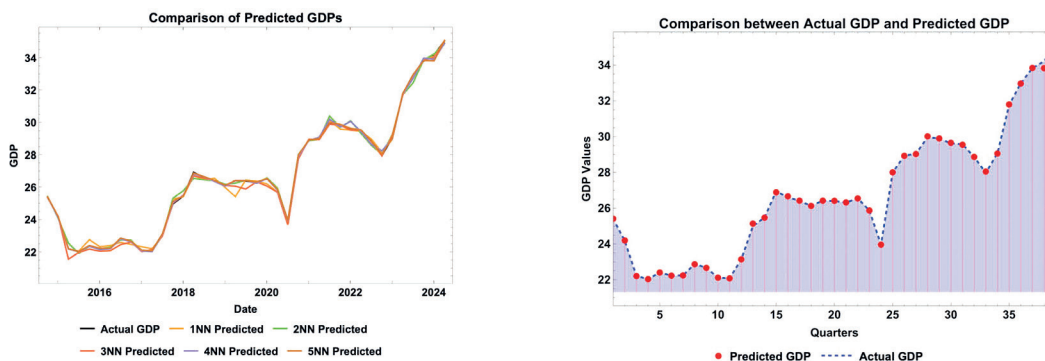 Comparison of Predicted GDPs
34
32
30
28
26
24
22
GDP
2016
2018
2020
2022
2024
Date
Actual GDP 1NN Predicted 2NN Predicted
3NN Predicted 4NN Predicted 5NN Predicted
Comparison between Actual GDP and Predicted GDP
34
32
30
28
26
24
22
GDP Values
5
10
15
20
25
30
35
Quarters
Predicted GDP Actual GDP